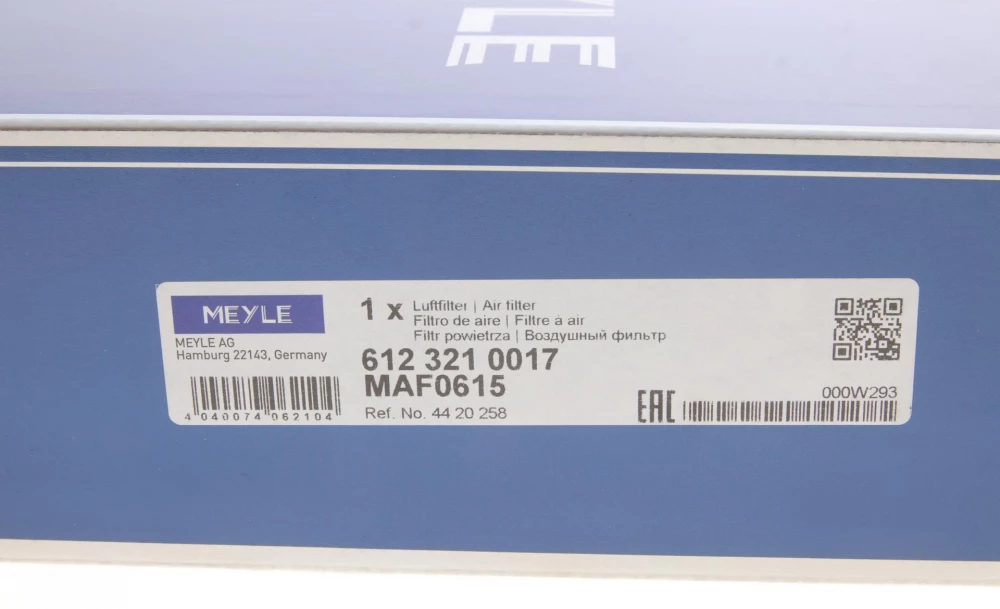 YLE
MEYLE
MEYLE AG
Hamburg 22143, Germany
4 040074 062104
1 x Luftfilter | Air filter
Filtro de aire | Filtre à air
Filtr powietrza | Воздушный фильтр
612 321 0017
MAF0615
Ref. No. 44 20 258
EAC
000W293